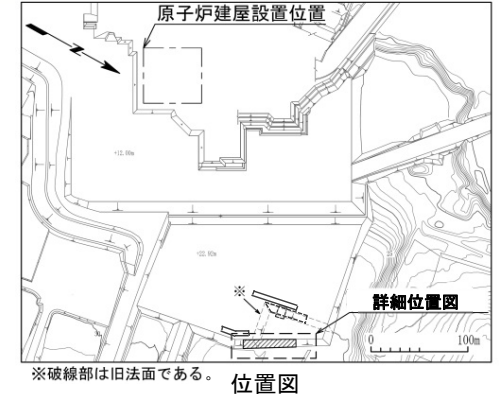 原子炉建屋設置位置
N
+12.00m
+22.92m
※
詳細位置図
0 100m
※破線部は旧法面である。
位置図